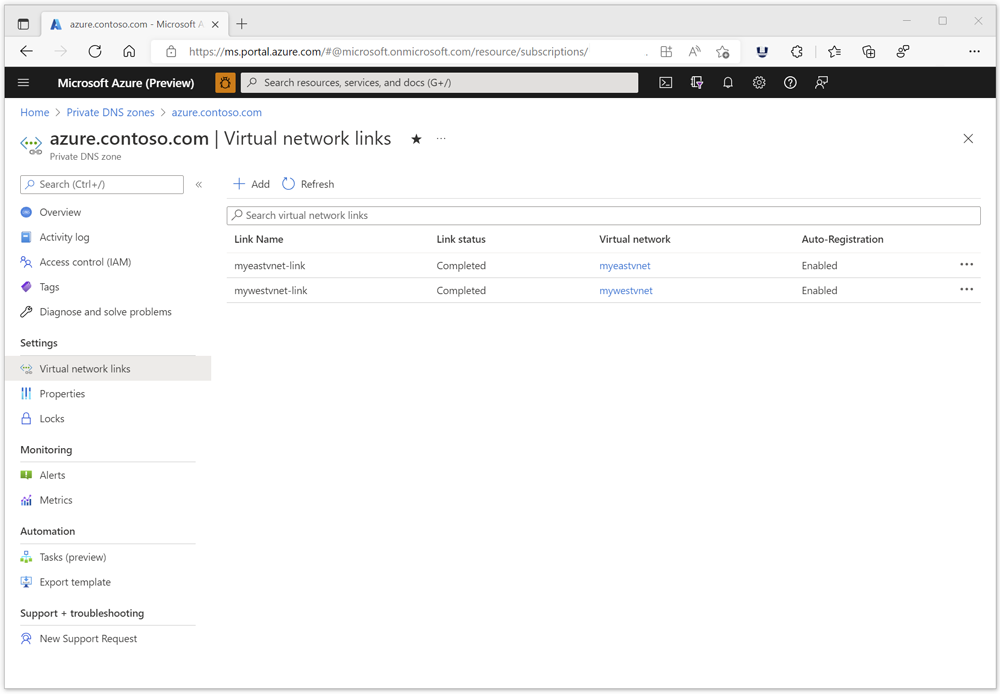 azure.contoso.com - Microsoft A
https://ms.portal.azure.com/#@microsoft.onmicrosoft.com/resource/subscriptions/
Microsoft Azure (Preview)
Search resources, services, and docs (G+/)
Home > Private DNS zones > azure.contoso.com
azure.contoso.com | Virtual network links
Private DNS zone
Search (Ctrl+/)
«
Overview
Activity log
Access control (IAM)
Tags
Diagnose and solve problems
Settings
Virtual network links
Properties
Locks
Monitoring
Alerts
Metrics
Automation
Tasks (preview)
Export template
Support + troubleshooting
New Support Request
Add Refresh
Search virtual network links
Link Name Link status Virtual network Auto-Registration
myeastvnet-link Completed myeastvnet Enabled
mywestvnet-link Completed mywestvnet Enabled